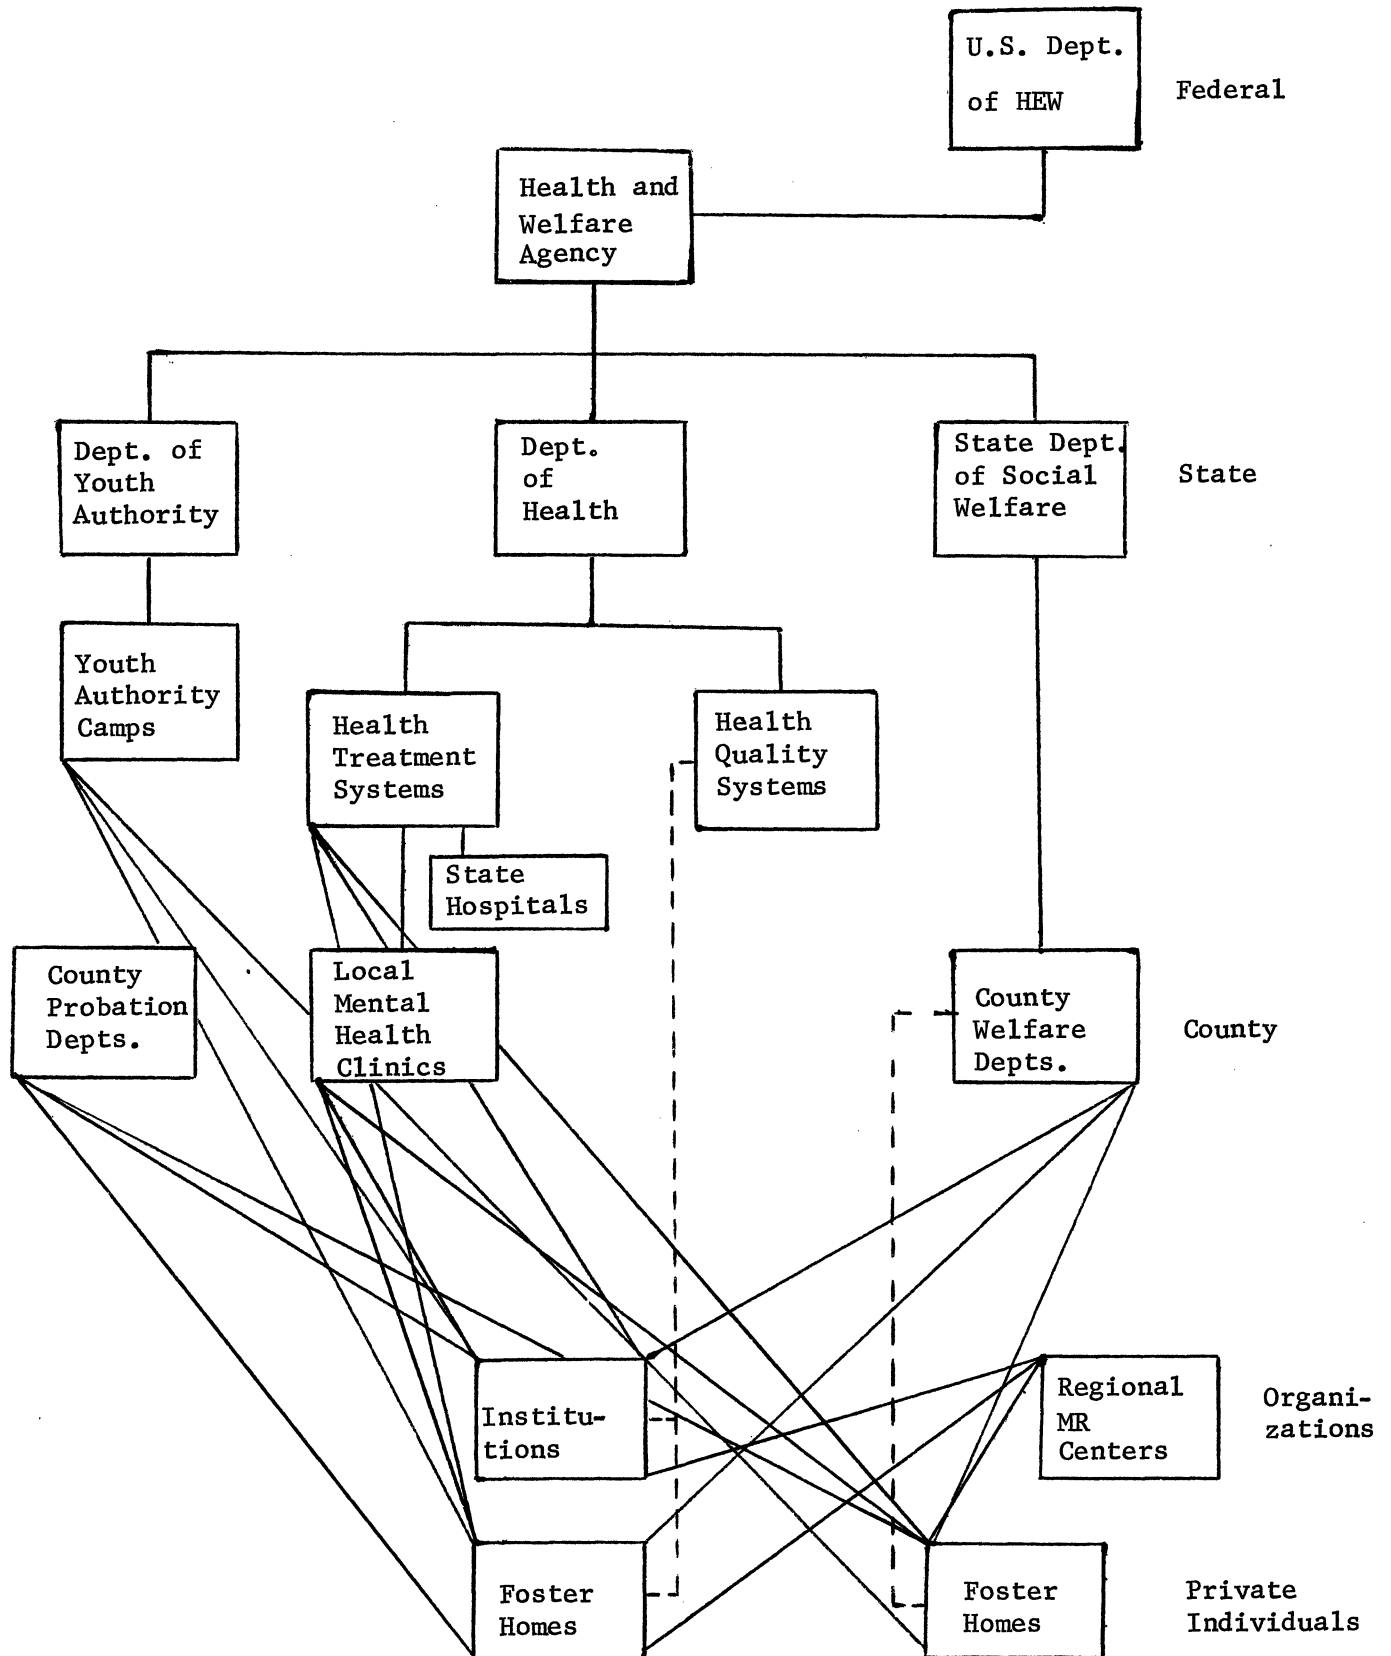 U.S. Dept.
of HEW
Federal
Health and
Welfare
Agency
Dept. of
Youth
Authority
Dept.
of
Health
State Dept.
of Social
Welfare
State
Youth
Authority
Camps
Health
Treatment
Systems
Health
Quality
Systems
State
Hospitals
County
Probation
Depts.
Local
Mental
Health
Clinics
County
Welfare
Depts.
County
Institu-
tions
Regional
MR
Centers
Organi-
zations
Foster
Homes
Foster
Homes
Private
Individuals